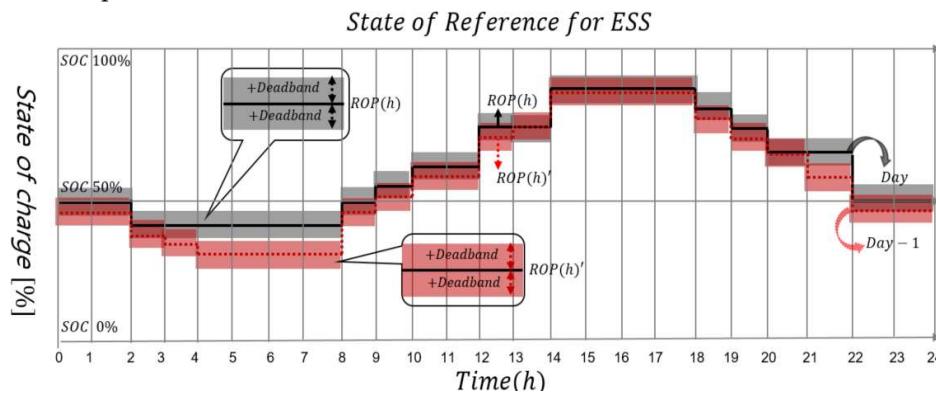 State of Reference for ESS
SOC 100%
+Deadband
ROP(h)
+Deadband
ROP(h)
ROP(h)′
State of charge [%]
SOC 50%
Day
Day − 1
+Deadband
ROP(h)′
+Deadband
SOC 0%
0 1 2 3 4 5 6 7 8 9 10 11 12 13 14 15 16 17 18 19 20 21 22 23 24
Time(h)